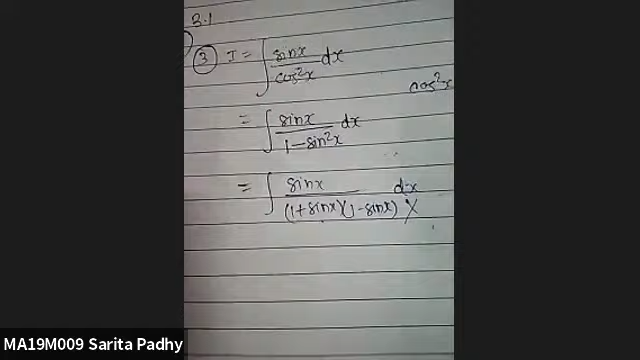 3.1
③ I = ∫ sinx/cos²x dx
cos²x
= ∫ sinx/1-sin²x dx
= ∫ sinx/(1+sinx)(1-sinx) dx
MA19M009 Sarita Padhy